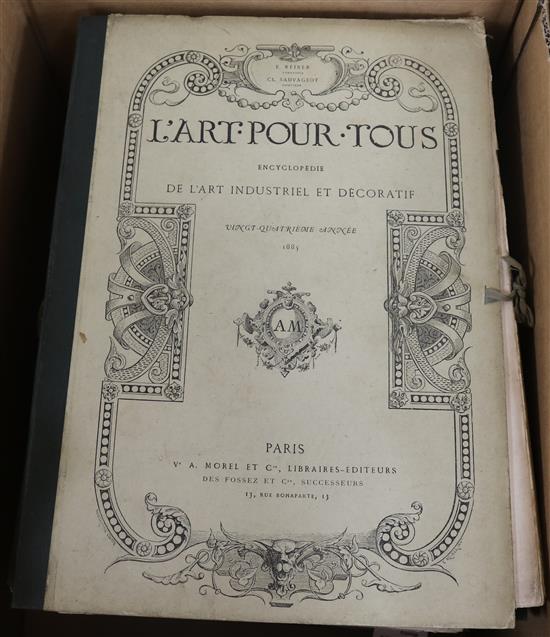 E. REIBER
CL. SAUVAGEOT
L'ART·POUR·TOUS
ENCYCLOPÉDIE
DE L'ART INDUSTRIEL ET DÉCORATIF
VINGT-QUATRIÈME ANNÉE
1885
AM
PARIS
Vᵉ A. MOREL ET Cⁱᵉ, LIBRAIRES-ÉDITEURS
DES FOSSEZ ET Cⁱᵉ, SUCCESSEURS
13, RUE BONAPARTE, 13